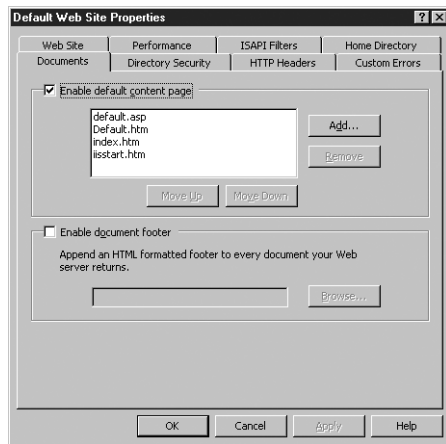 Default Web Site Properties
Web Site Performance ISAPI Filters Home Directory
Documents Directory Security HTTP Headers Custom Errors
Enable default content page
default.asp
Default.htm
index.htm
iisstart.htm
Add...
Remove
Move Up Move Down
Enable document footer
Append an HTML formatted footer to every document your Web
server returns.
Browse...
OK Cancel Apply Help